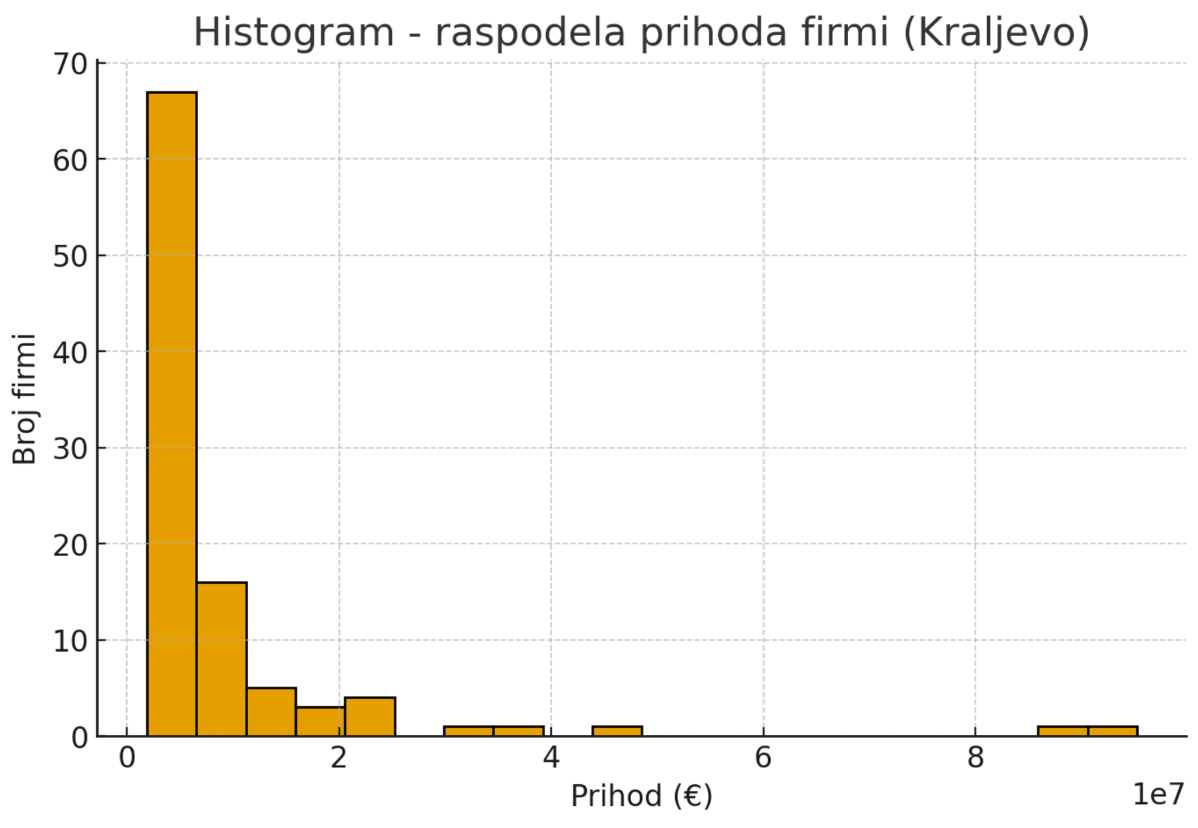 Histogram - raspodela prihoda firmi (Kraljevo)
70
60
50
40
30
20
10
0
Broj firmi
0 2 4 6 8
1e7
Prihod (€)